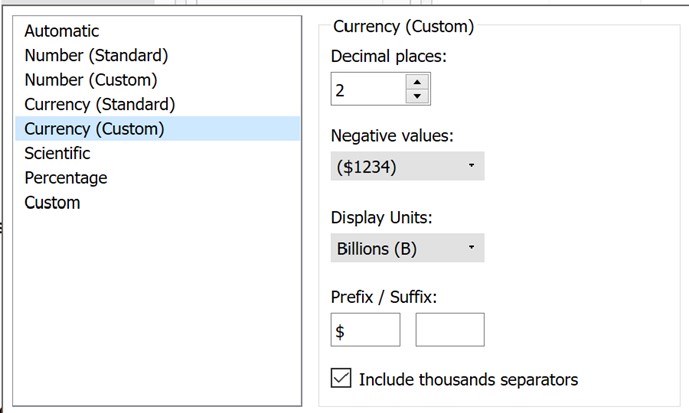 Automatic
Number (Standard)
Number (Custom)
Currency (Standard)
Currency (Custom)
Scientific
Percentage
Custom
Currency (Custom)
Decimal places:
2
Negative values:
($1234)
Display Units:
Billions (B)
Prefix / Suffix:
$
Include thousands separators